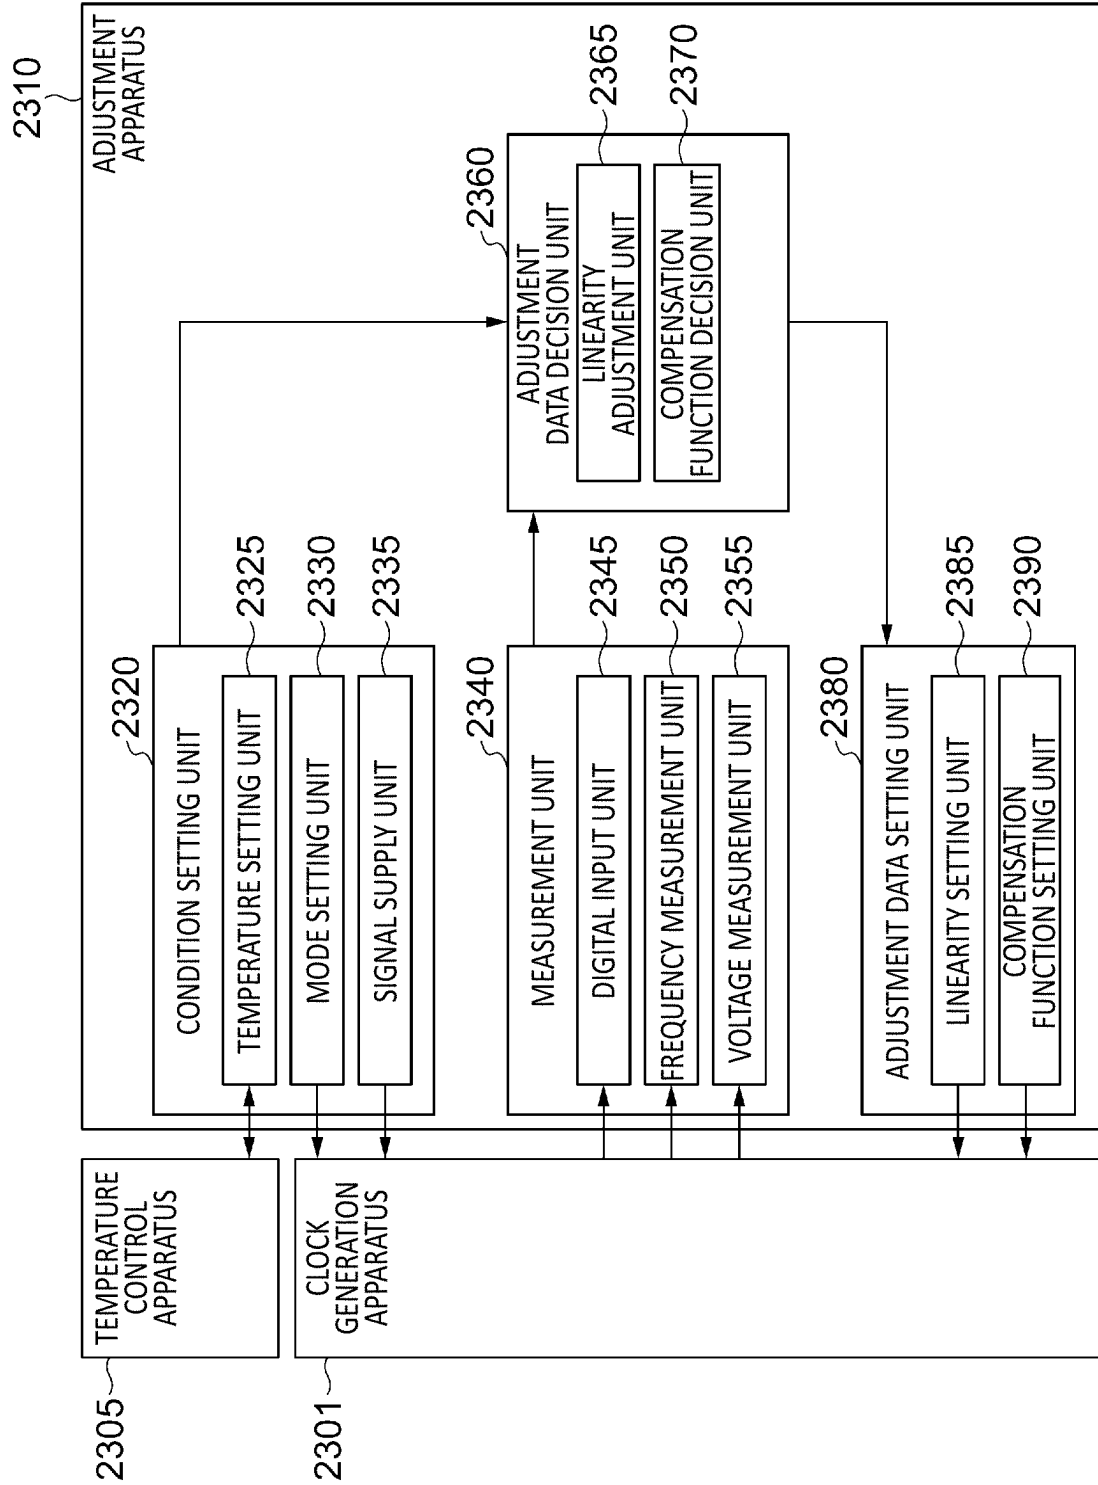 2310
ADJUSTMENT
APPARATUS
2305
TEMPERATURE
CONTROL
APPARATUS
2301
CLOCK
GENERATION
APPARATUS
2320
CONDITION SETTING UNIT
TEMPERATURE SETTING UNIT
2325
MODE SETTING UNIT
2330
SIGNAL SUPPLY UNIT
2335
2340
MEASUREMENT UNIT
DIGITAL INPUT UNIT
2345
FREQUENCY MEASUREMENT UNIT
2350
VOLTAGE MEASUREMENT UNIT
2355
2360
ADJUSTMENT
DATA DECISION UNIT
LINEARITY
ADJUSTMENT UNIT
2365
COMPENSATION
FUNCTION DECISION UNIT
2370
2380
ADJUSTMENT DATA SETTING UNIT
LINEARITY SETTING UNIT
2385
COMPENSATION
FUNCTION SETTING UNIT
2390